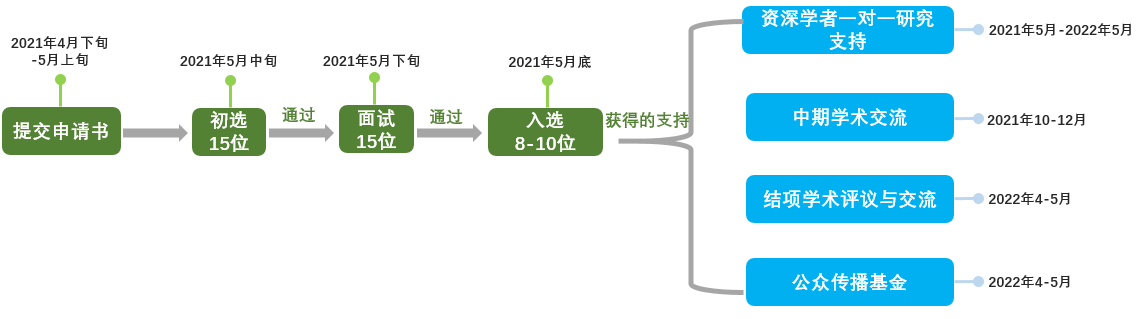 2021年4月下旬
-5月上旬
提交申请书
2021年5月中旬
初选
15位
通过
2021年5月下旬
面试
15位
通过
2021年5月底
入选
8-10位
获得的支持
资深学者一对一研究
支持
2021年5月-2022年5月
中期学术交流
2021年10-12月
结项学术评议与交流
2022年4-5月
公众传播基金
2022年4-5月